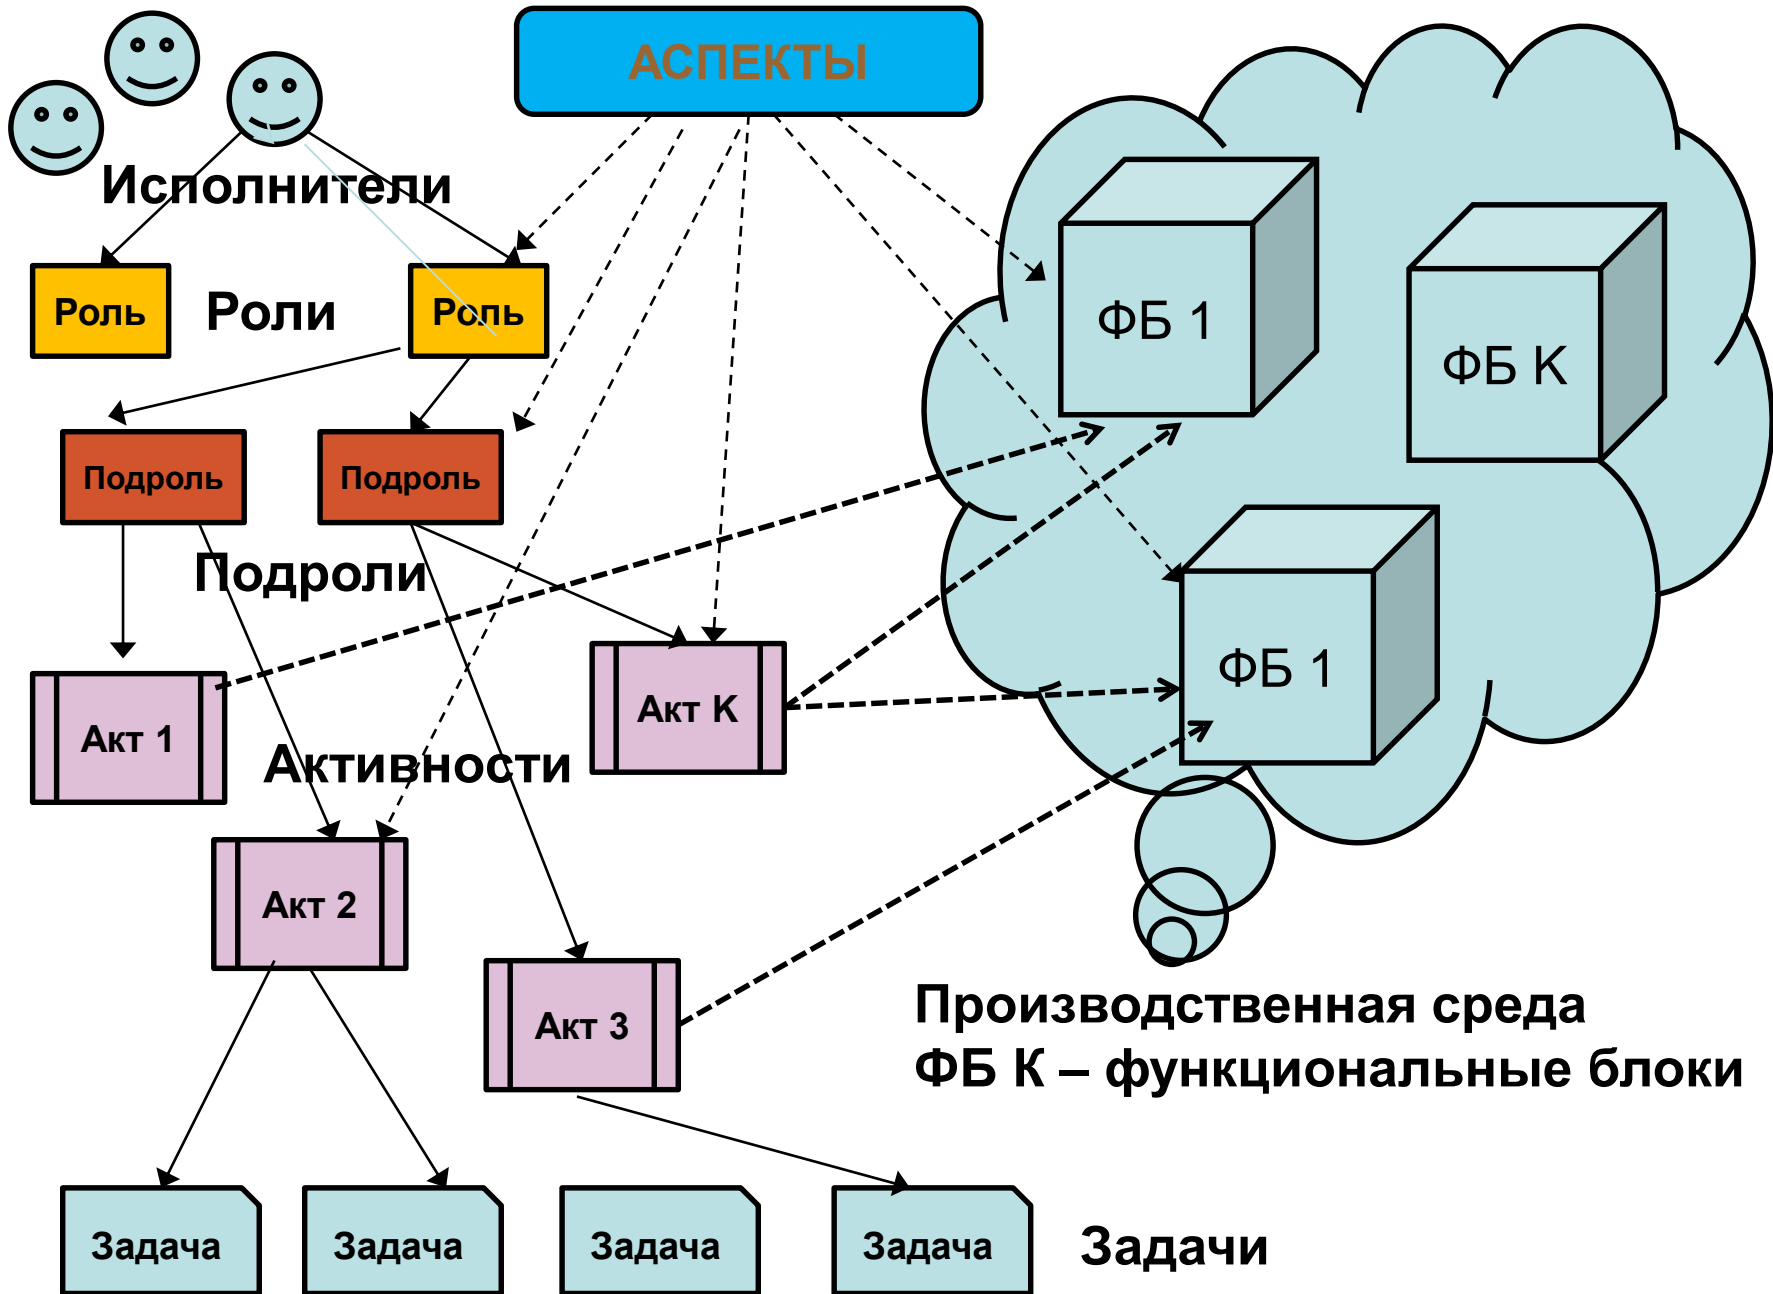 АСПЕКТЫ
Исполнители
Роль
Роли
Роль
ФБ 1
ФБ К
Подроль
Подроль
Подроли
Акт 1
Акт К
ФБ 1
Активности
Акт 2
Акт 3
Производственная среда
ФБ К – функциональные блоки
Задача
Задача
Задача
Задача
Задачи